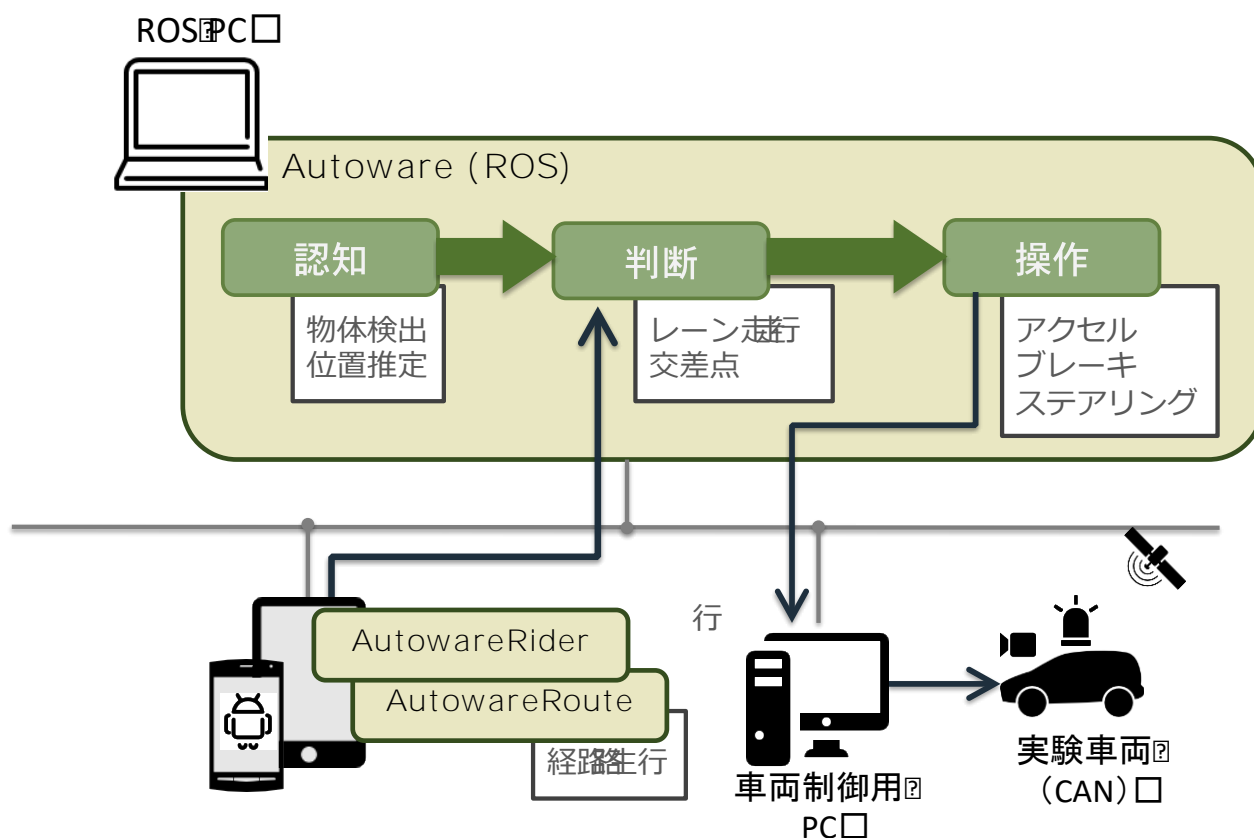 ROS PC
Autoware (ROS)
認知
判断
操作
物体検出
位置推定
レーン走行
交差点
アクセル
ブレーキ
ステアリング
行
AutowareRider
AutowareRoute
経路
車両制御用
PC
実験車両
（CAN）